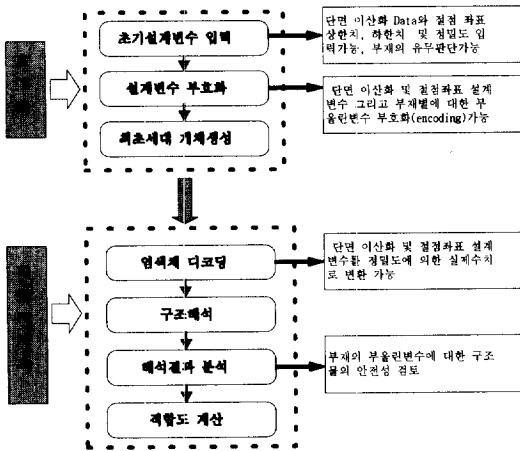 초기설계변수 입력
단면 이산화 Data와 절점 좌표
상한치, 하한치 및 정밀도 입
력가능, 부재의 유무판단가능
설계변수 부호화
단면 이산화 및 절점좌표 설계
변수 그리고 부재별에 대한 부
울린변수 부호화(encoding)가능
최초세대 개체생성
염색체 디코딩
단면 이산화 및 절점좌표 설계
변수를 정밀도에 의한 실제수치
로 변환 가능
구조해석
해석결과 분석
부재의 부울린변수에 대한 구조
물의 안전성 검토
적합도 계산